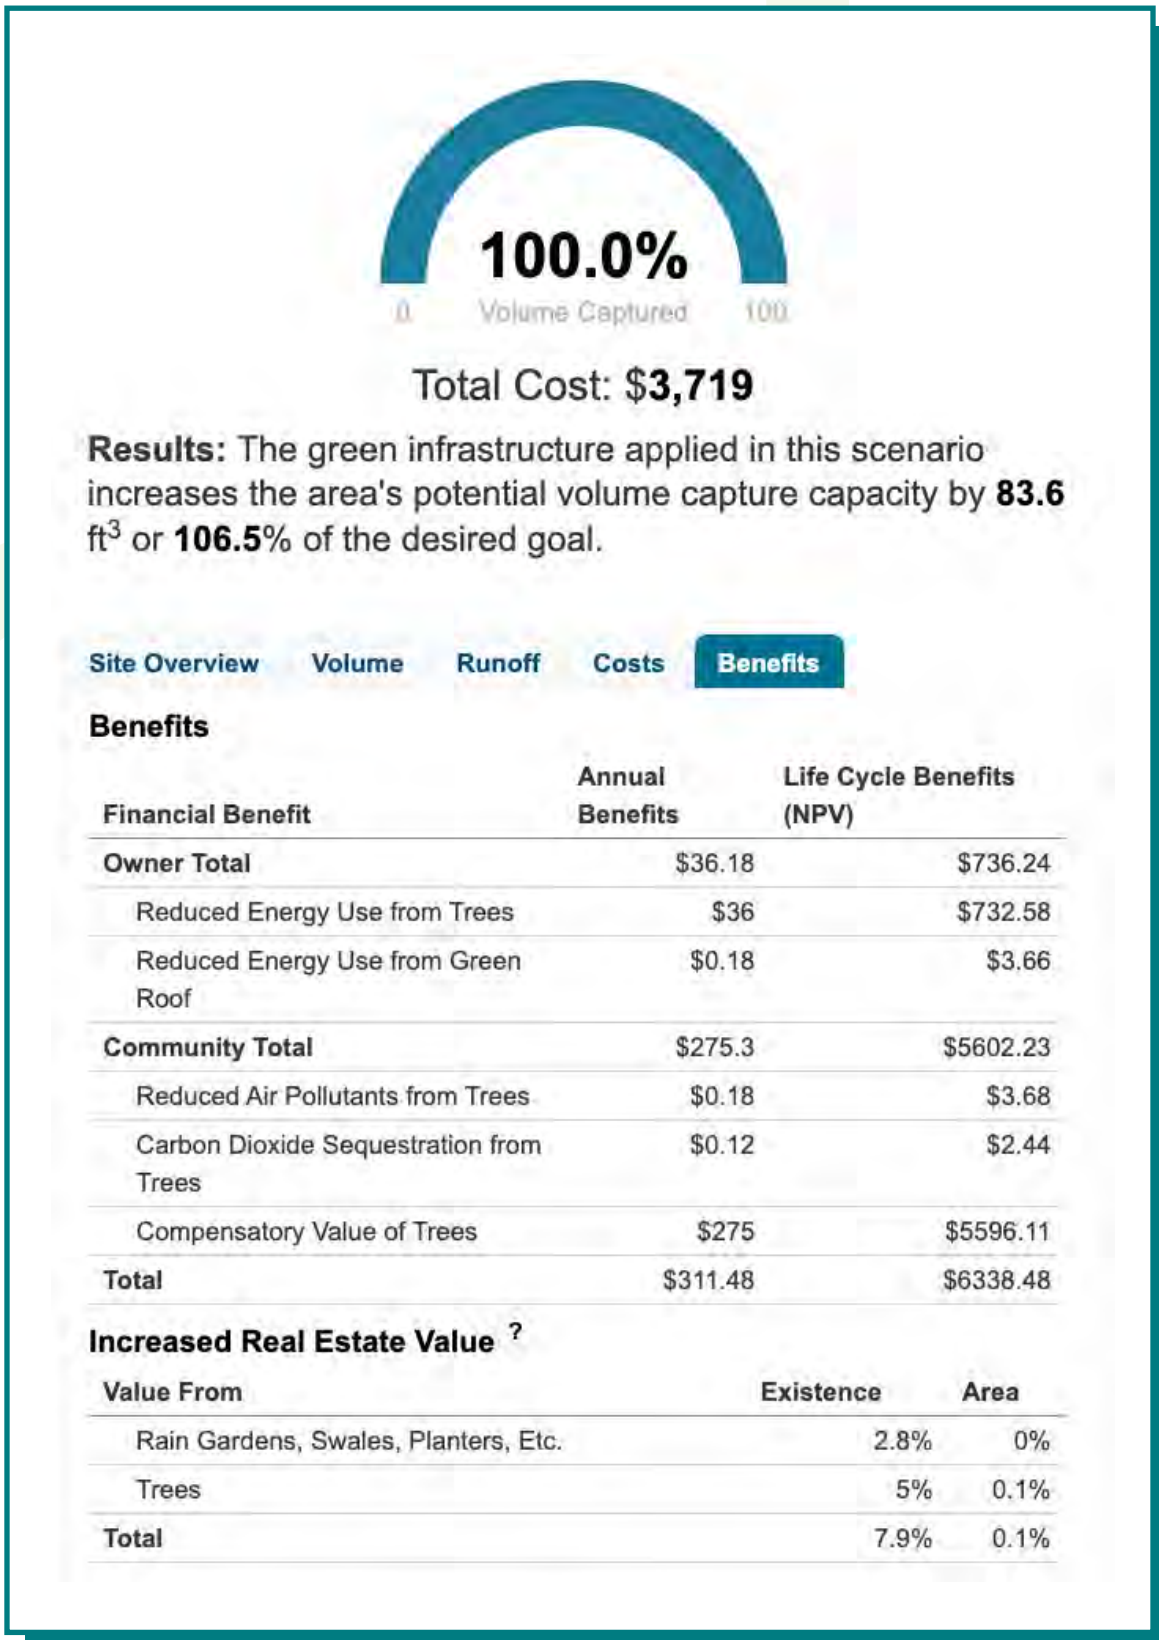 100.0%
0 Volume Captured 100
Total Cost: $3,719
Results: The green infrastructure applied in this scenario
increases the area's potential volume capture capacity by 83.6
ft³ or 106.5% of the desired goal.
Site Overview Volume Runoff Costs Benefits
Benefits
Annual Life Cycle Benefits
Financial Benefit Benefits (NPV)
Owner Total $36.18 $736.24
Reduced Energy Use from Trees $36 $732.58
Reduced Energy Use from Green $0.18 $3.66
Roof
Community Total $275.3 $5602.23
Reduced Air Pollutants from Trees $0.18 $3.68
Carbon Dioxide Sequestration from $0.12 $2.44
Trees
Compensatory Value of Trees $275 $5596.11
Total $311.48 $6338.48
Increased Real Estate Value ?
Value From Existence Area
Rain Gardens, Swales, Planters, Etc. 2.8% 0%
Trees 5% 0.1%
Total 7.9% 0.1%